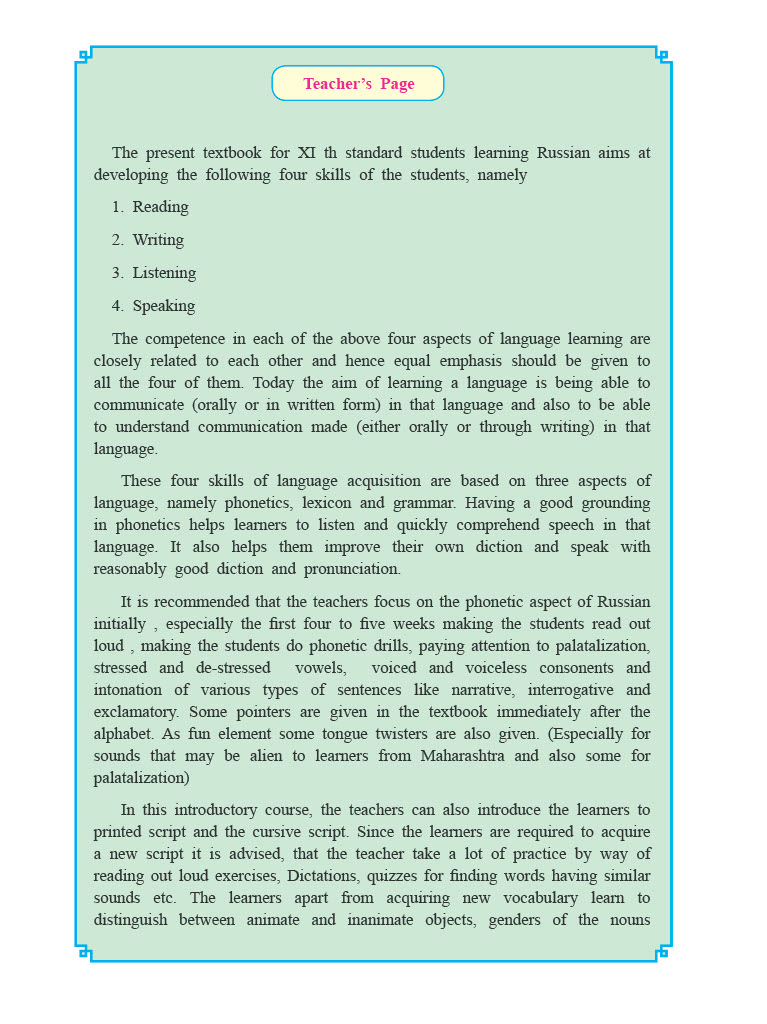 Teacher’s Page
The present textbook for XI th standard students learning Russian aims at
developing the following four skills of the students, namely
1. Reading
2. Writing
3. Listening
4. Speaking
The competence in each of the above four aspects of language learning are
closely related to each other and hence equal emphasis should be given to
all the four of them. Today the aim of learning a language is being able to
communicate (orally or in written form) in that language and also to be able
to understand communication made (either orally or through writing) in that
language.
These four skills of language acquisition are based on three aspects of
language, namely phonetics, lexicon and grammar. Having a good grounding
in phonetics helps learners to listen and quickly comprehend speech in that
language. It also helps them improve their own diction and speak with
reasonably good diction and pronunciation.
It is recommended that the teachers focus on the phonetic aspect of Russian
initially , especially the first four to five weeks making the students read out
loud , making the students do phonetic drills, paying attention to palatalization,
stressed and de-stressed vowels, voiced and voiceless consonents and
intonation of various types of sentences like narrative, interrogative and
exclamatory. Some pointers are given in the textbook immediately after the
alphabet. As fun element some tongue twisters are also given. (Especially for
sounds that may be alien to learners from Maharashtra and also some for
palatalization)
In this introductory course, the teachers can also introduce the learners to
printed script and the cursive script. Since the learners are required to acquire
a new script it is advised, that the teacher take a lot of practice by way of
reading out loud exercises, Dictations, quizzes for finding words having similar
sounds etc. The learners apart from acquiring new vocabulary learn to
distinguish between animate and inanimate objects, genders of the nouns